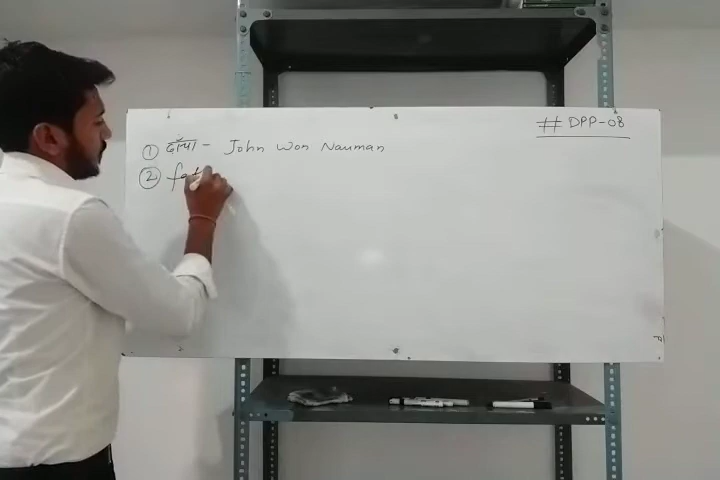 # DPP-08
① - John Won Nauman
②